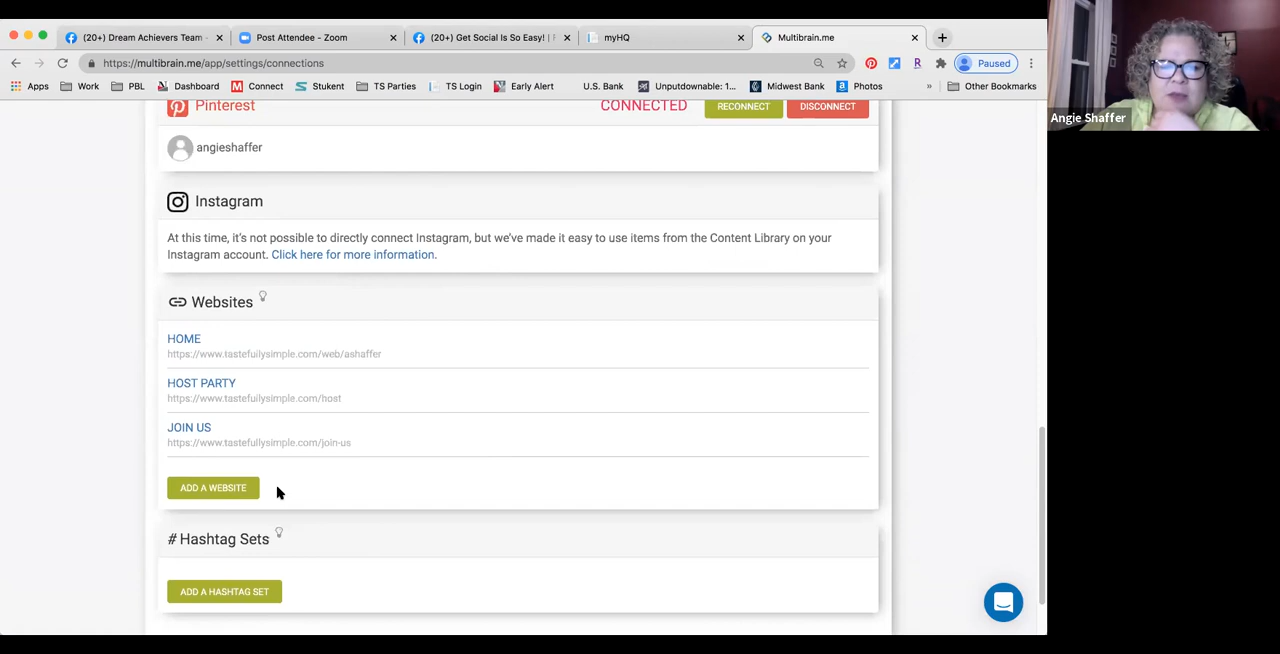 (20+) Dream Achievers Team -
Post Attendee - Zoom
(20+) Get Social Is So Easy! | F
myHQ
Multibrain.me
https://multibrain.me/app/settings/connections
Paused
Apps
Work
PBL
Dashboard
Connect
Stukent
TS Parties
TS Login
Early Alert
U.S. Bank
Unputdownable: 1...
Midwest Bank
Photos
»
Other Bookmarks
Angie Shaffer
Pinterest
CONNECTED
RECONNECT
DISCONNECT
angieshaffer
Instagram
At this time, it's not possible to directly connect Instagram, but we've made it easy to use items from the Content Library on your
Instagram account. Click here for more information.
Websites
HOME
https://www.tastefullysimple.com/web/ashaffer
HOST PARTY
https://www.tastefullysimple.com/host
JOIN US
https://www.tastefullysimple.com/join-us
ADD A WEBSITE
# Hashtag Sets
ADD A HASHTAG SET